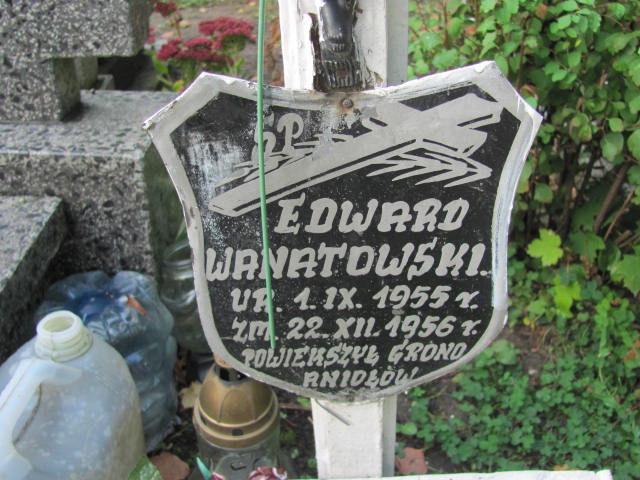 ŚP
EDWARD
WANATOWSKI.
UR. 1. IX. 1955 r.
ZM. 22. XII. 1956 r.
POWIĘKSZYŁ GRONO
ANIOŁÓW